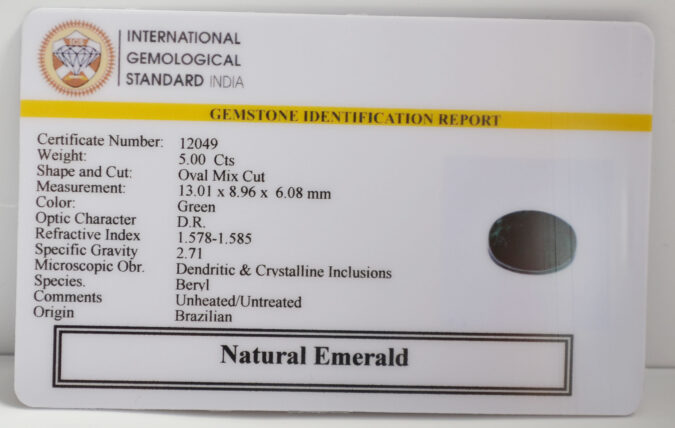 IGS
INTERNATIONAL
GEMOLOGICAL
STANDARD INDIA
GEMSTONE IDENTIFICATION REPORT
Certificate Number: 12049
Weight: 5.00 Cts
Shape and Cut: Oval Mix Cut
Measurement: 13.01 x 8.96 x 6.08 mm
Color: Green
Optic Character D.R.
Refractive Index 1.578-1.585
Specific Gravity 2.71
Microscopic Obr. Dendritic & Crystalline Inclusions
Species. Beryl
Comments Unheated/Untreated
Origin Brazilian
Natural Emerald